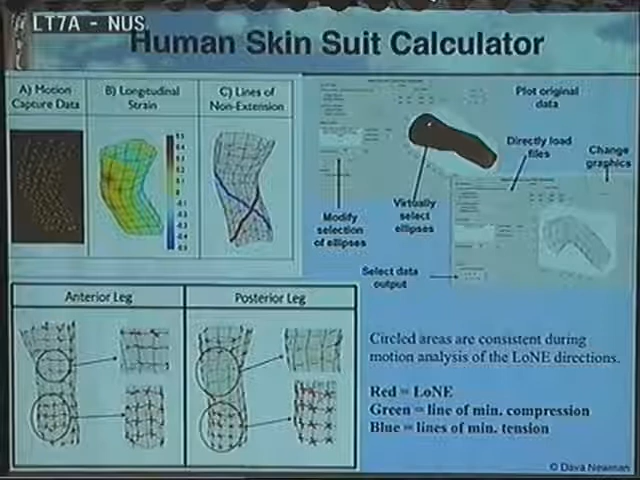 LT7A - NUS
Human Skin Suit Calculator
A) Motion
Capture Data
B) Longitudinal
Strain
C) Lines of
Non-Extension
Plot original
data
Directly load
files
Change
graphics
Virtually
select
ellipses
Modify
selection
of ellipses
Select data
output
Anterior Leg
Posterior Leg
Circled areas are consistent during
motion analysis of the LoNE directions.
Red = LoNE
Green = line of min. compression
Blue = lines of min. tension
© Dava Newman